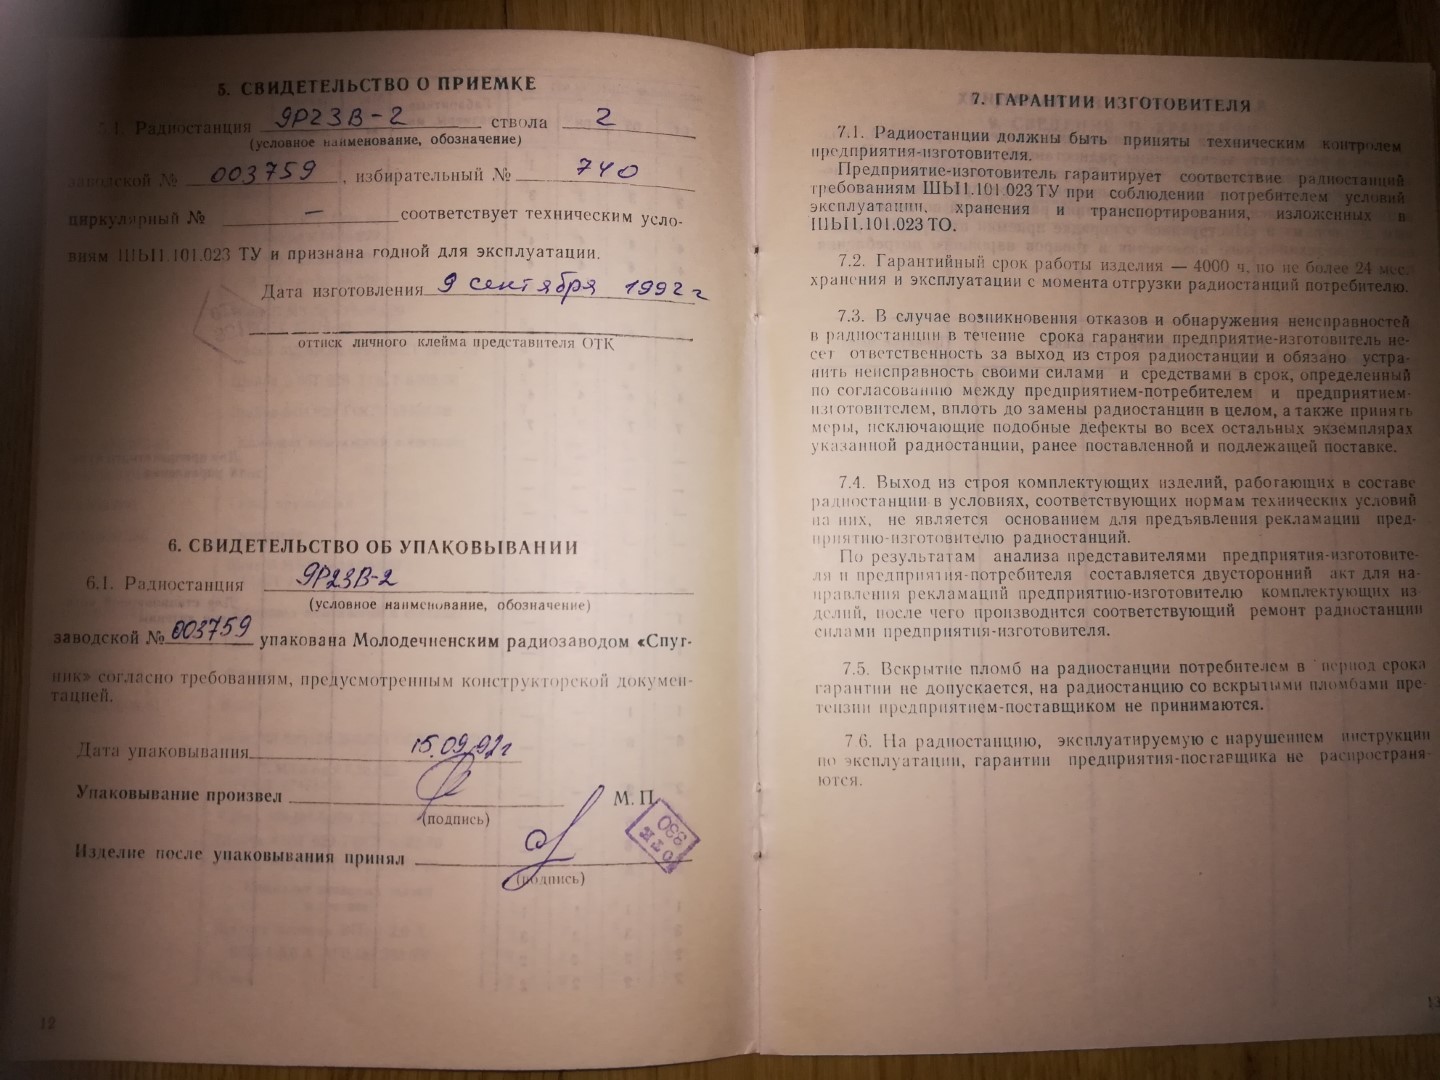 5. СВИДЕТЕЛЬСТВО О ПРИЕМКЕ
5.1. Радиостанция 9Р23В-2 ствола 2
(условное наименование, обозначение)
заводской № 003759, избирательный № 740
циркулярный № — соответствует техническим усло-
виям ШЫ1.101.023 ТУ и признана годной для эксплуатации.
Дата изготовления 9 сентября 1992 г
оттиск личного клейма представителя ОТК
6. СВИДЕТЕЛЬСТВО ОБ УПАКОВЫВАНИИ
6.1. Радиостанция 9Р23В-2
(условное наименование, обозначение)
заводской № 003759 упакована Молодечненским радиозаводом «Спут-
ник» согласно требованиям, предусмотренным конструкторской докумен-
тацией.
Дата упаковывания 15.09.92г
Упаковывание произвел
М. П.
(подпись)
330
Изделие после упаковывания принял
(подпись)
12
7. ГАРАНТИИ ИЗГОТОВИТЕЛЯ
7.1. Радиостанции должны быть приняты техническим контролем
предприятия-изготовителя.
Предприятие-изготовитель гарантирует соответствие радиостанций
требованиям ШЫ1.101.023 ТУ при соблюдении потребителем условий
эксплуатации, хранения и транспортирования, изложенных в
ШЫ1.101.023 ТО.
7.2. Гарантийный срок работы изделия — 4000 ч, но не более 24 мес.
хранения и эксплуатации с момента отгрузки радиостанций потребителю.
7.3. В случае возникновения отказов и обнаружения неисправностей
в радиостанции в течение срока гарантии предприятие-изготовитель не-
сет ответственность за выход из строя радиостанции и обязано устра-
нить неисправность своими силами и средствами в срок, определенный
по согласованию между предприятием-потребителем и предприятием-
изготовителем, вплоть до замены радиостанции в целом, а также принять
меры, исключающие подобные дефекты во всех остальных экземплярах
указанной радиостанции, ранее поставленной и подлежащей поставке.
7.4. Выход из строя комплектующих изделий, работающих в составе
радиостанции в условиях, соответствующих нормам технических условий
на них, не является основанием для предъявления рекламации пред-
приятию-изготовителю радиостанций.
По результатам анализа представителями предприятия-изготовите-
ля и предприятия-потребителя составляется двусторонний акт для на-
правления рекламаций предприятию-изготовителю комплектующих из
делий, после чего производится соответствующий ремонт радиостанции
силами предприятия-изготовителя.
7.5. Вскрытие пломб на радиостанции потребителем в период срока
гарантии не допускается, на радиостанцию со вскрытыми пломбами пре-
тензии предприятием-поставщиком не принимаются.
7 6. На радиостанцию, эксплуатируемую с нарушением инструкции
по эксплуатации, гарантии предприятия-поставщика не распространя-
ются.